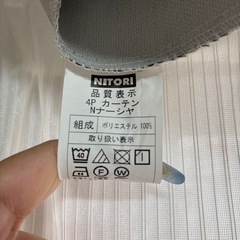 NITORI
品質表示
4P カーテン
Nナーシャ
組成 ポリエステル 100%
取り扱い表示
40
F W